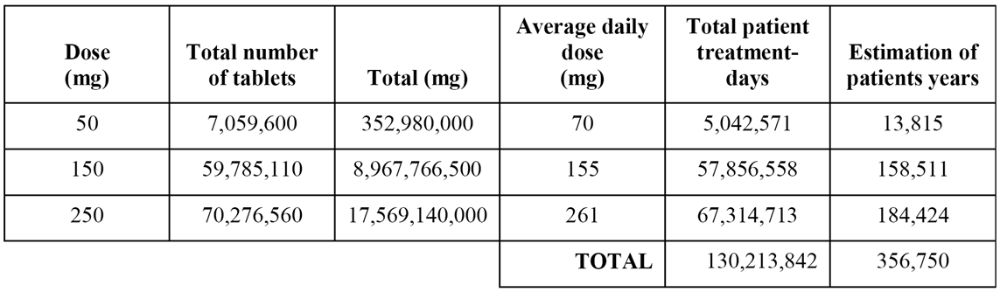 Dose (mg) Total number of tablets Total (mg) Average daily dose (mg) Total patient treatment-days Estimation of patients years
50 7,059,600 352,980,000 70 5,042,571 13,815
150 59,785,110 8,967,766,500 155 57,856,558 158,511
250 70,276,560 17,569,140,000 261 67,314,713 184,424
TOTAL 130,213,842 356,750